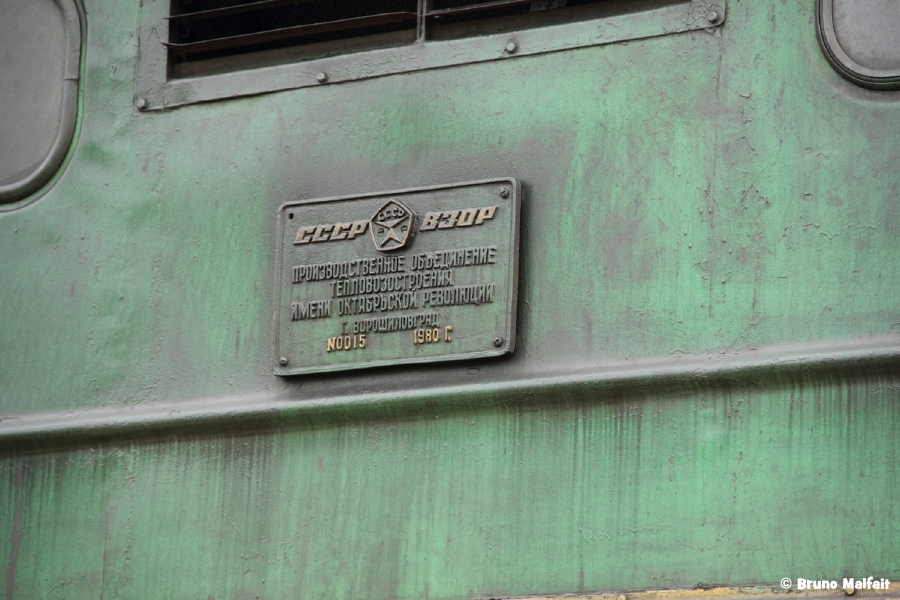 СССР СССР ВЗОР
ПРОИЗВОДСТВЕННОЕ ОБЪЕДИНЕНИЕ
ТЕПЛОВОЗОСТРОЕНИЯ
ИМЕНИ ОКТЯБРЬСКОЙ РЕВОЛЮЦИИ
Г. ВОРОШИЛОВГРАД
N0015 1980 Г.
© Bruno Malfait